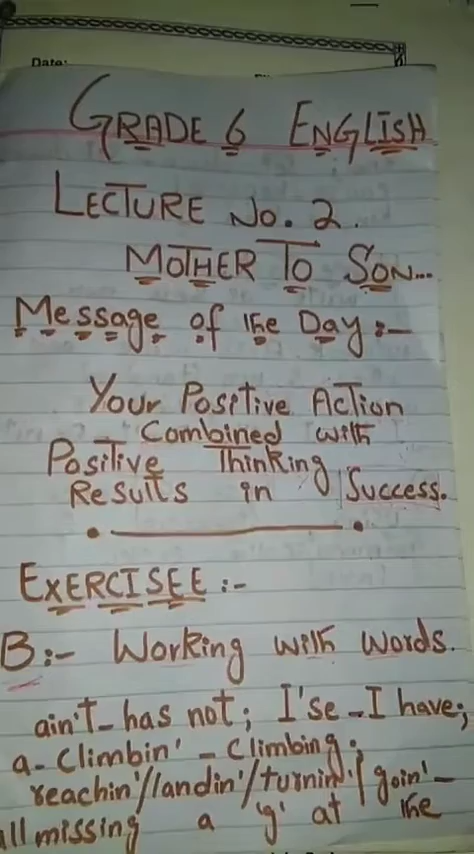 Date:
GRADE 6 ENGLISH
LECTURE No. 2.
MOTHER TO SON...
Message of the Day:-
Your Positive Action
Combined with
Positive Thinking
Results in Success.
EXERCISEE :-
B:- Working with words.
ain't - has not; I'se - I have;
a- climbin' - climbing;
reachin'/landin'/turnin'/goin' -
all missing a 'g' at the